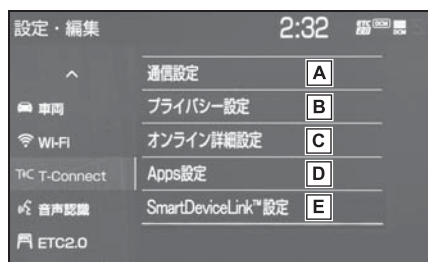 設定・編集 2:32 ETC DCM
通信設定 A
車両 プライバシー設定 B
Wi-Fi オンライン詳細設定 C
T-Connect Apps設定 D
音声認識 SmartDeviceLink™設定 E
ETC2.0